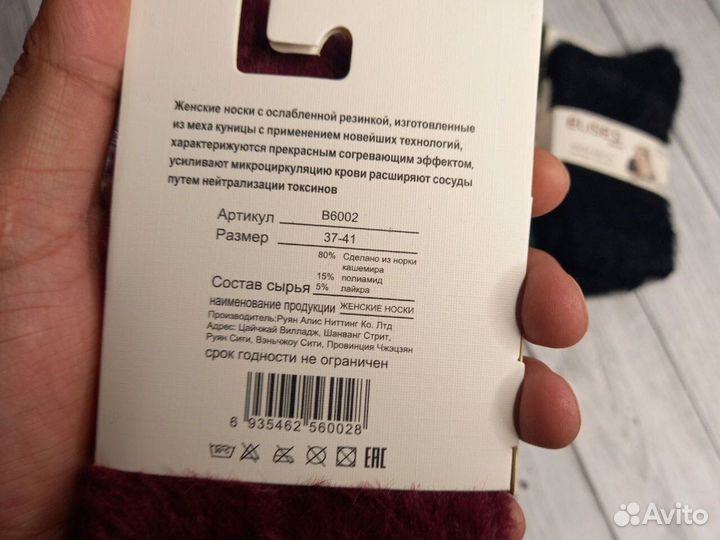 Женские носки с ослабленной резинкой, изготовленные
из меха куницы с применением новейших технологий,
характерижуются прекрасным согревающим эффектом,
усиливают микроциркуляцию крови расширяют сосуды
путем нейтрализации токсинов
Артикул B6002
Размер 37-41
80% Сделано из норки
кашемира
15% полиамид
Состав сырья 5% лайкра
наименование продукции ЖЕНСКИЕ НОСКИ
Производитель:Руян Алис Ниттинг Ко. Лтд
Адрес: Цайчжай Вилладж, Шанванг Стрит,
Руян Сити, Вэньчжоу Сити, Провинция Чжэцзян
срок годности не ограничен
6 935462 560028
EAC
Avito